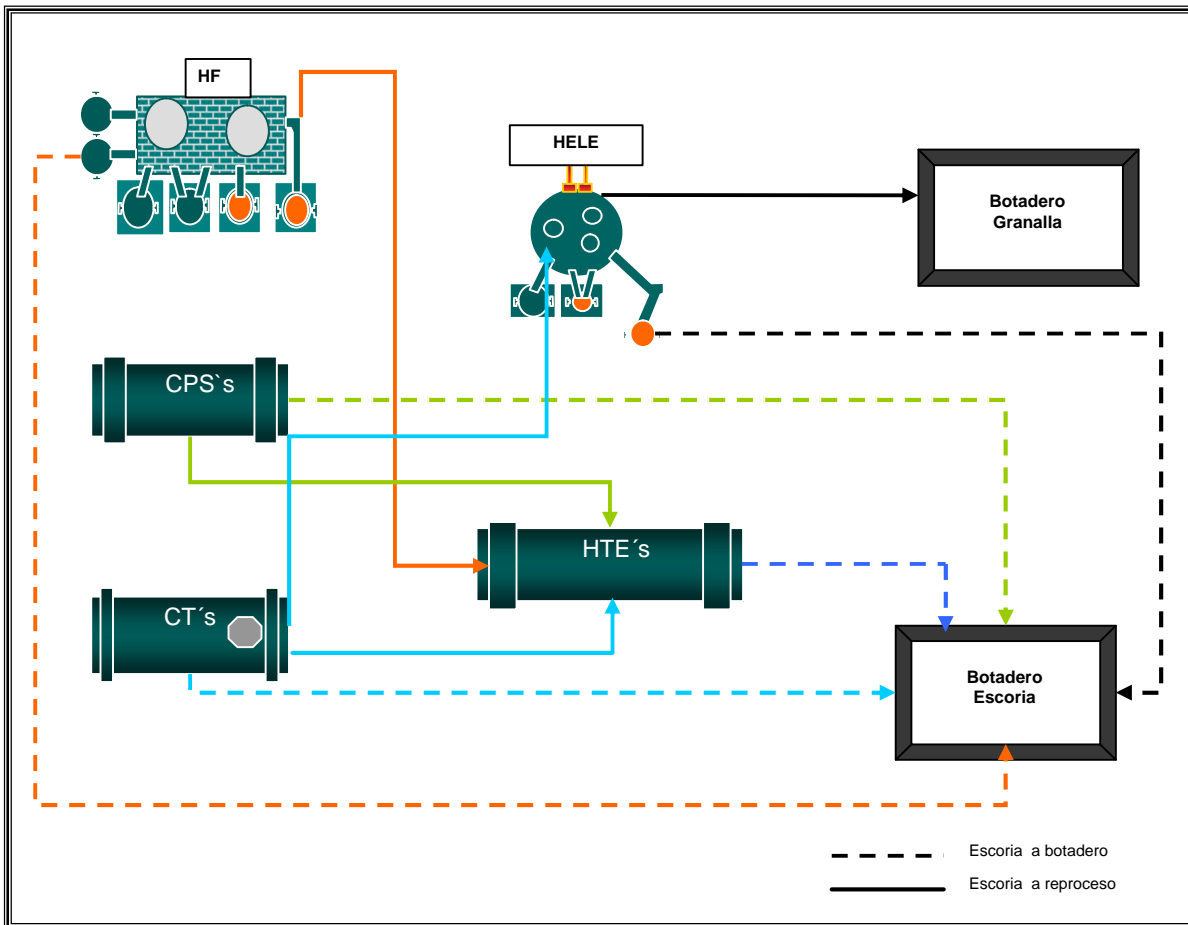 HF
HELE
Botadero
Granalla
CPS`s
HTE´s
CT´s
Botadero
Escoria
Escoria a botadero
Escoria a reproceso